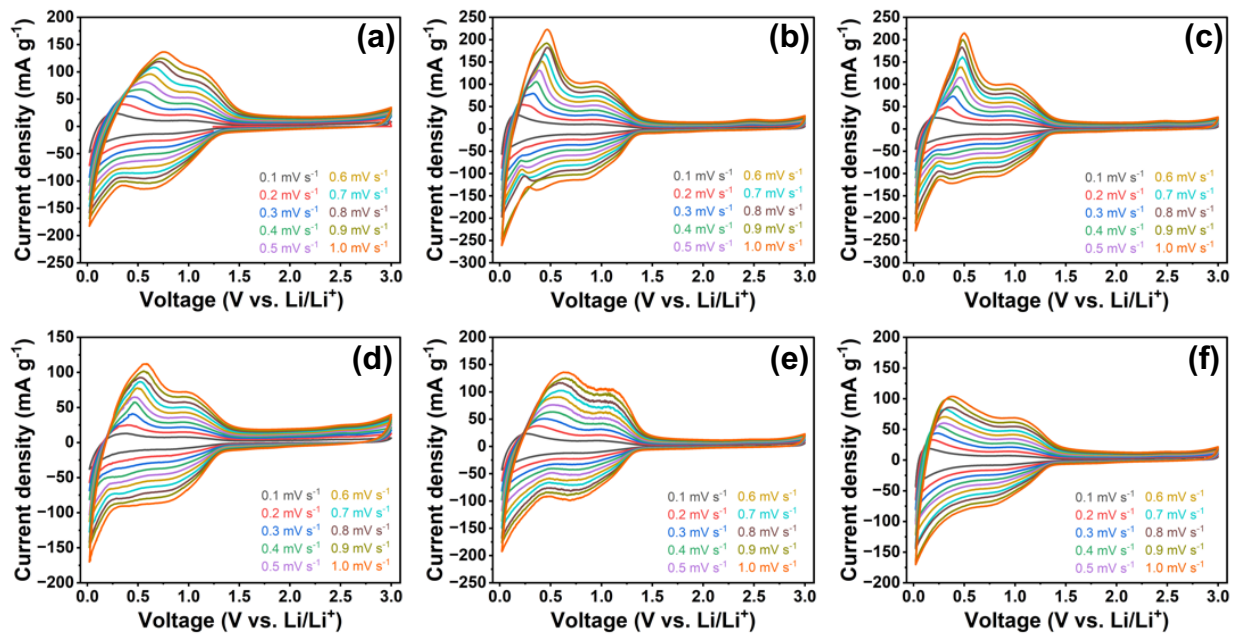 (a)
Current density (mA g⁻¹)
200
150
100
50
0
−50
−100
−150
−200
−250
0.1 mV s⁻¹ 0.6 mV s⁻¹
0.2 mV s⁻¹ 0.7 mV s⁻¹
0.3 mV s⁻¹ 0.8 mV s⁻¹
0.4 mV s⁻¹ 0.9 mV s⁻¹
0.5 mV s⁻¹ 1.0 mV s⁻¹
0.0 0.5 1.0 1.5 2.0 2.5 3.0
Voltage (V vs. Li/Li⁺)
(b)
Current density (mA g⁻¹)
250
200
150
100
50
0
−50
−100
−150
−200
−250
−300
0.1 mV s⁻¹ 0.6 mV s⁻¹
0.2 mV s⁻¹ 0.7 mV s⁻¹
0.3 mV s⁻¹ 0.8 mV s⁻¹
0.4 mV s⁻¹ 0.9 mV s⁻¹
0.5 mV s⁻¹ 1.0 mV s⁻¹
0.0 0.5 1.0 1.5 2.0 2.5 3.0
Voltage (V vs. Li/Li⁺)
(c)
Current density (mA g⁻¹)
250
200
150
100
50
0
−50
−100
−150
−200
−250
−300
0.1 mV s⁻¹ 0.6 mV s⁻¹
0.2 mV s⁻¹ 0.7 mV s⁻¹
0.3 mV s⁻¹ 0.8 mV s⁻¹
0.4 mV s⁻¹ 0.9 mV s⁻¹
0.5 mV s⁻¹ 1.0 mV s⁻¹
0.0 0.5 1.0 1.5 2.0 2.5 3.0
Voltage (V vs. Li/Li⁺)
(d)
Current density (mA g⁻¹)
150
100
50
0
−50
−100
−150
−200
0.1 mV s⁻¹ 0.6 mV s⁻¹
0.2 mV s⁻¹ 0.7 mV s⁻¹
0.3 mV s⁻¹ 0.8 mV s⁻¹
0.4 mV s⁻¹ 0.9 mV s⁻¹
0.5 mV s⁻¹ 1.0 mV s⁻¹
0.0 0.5 1.0 1.5 2.0 2.5 3.0
Voltage (V vs. Li/Li⁺)
(e)
Current density (mA g⁻¹)
200
150
100
50
0
−50
−100
−150
−200
−250
0.1 mV s⁻¹ 0.6 mV s⁻¹
0.2 mV s⁻¹ 0.7 mV s⁻¹
0.3 mV s⁻¹ 0.8 mV s⁻¹
0.4 mV s⁻¹ 0.9 mV s⁻¹
0.5 mV s⁻¹ 1.0 mV s⁻¹
0.0 0.5 1.0 1.5 2.0 2.5 3.0
Voltage (V vs. Li/Li⁺)
(f)
Current density (mA g⁻¹)
200
150
100
50
0
−50
−100
−150
−200
0.1 mV s⁻¹ 0.6 mV s⁻¹
0.2 mV s⁻¹ 0.7 mV s⁻¹
0.3 mV s⁻¹ 0.8 mV s⁻¹
0.4 mV s⁻¹ 0.9 mV s⁻¹
0.5 mV s⁻¹ 1.0 mV s⁻¹
0.0 0.5 1.0 1.5 2.0 2.5 3.0
Voltage (V vs. Li/Li⁺)